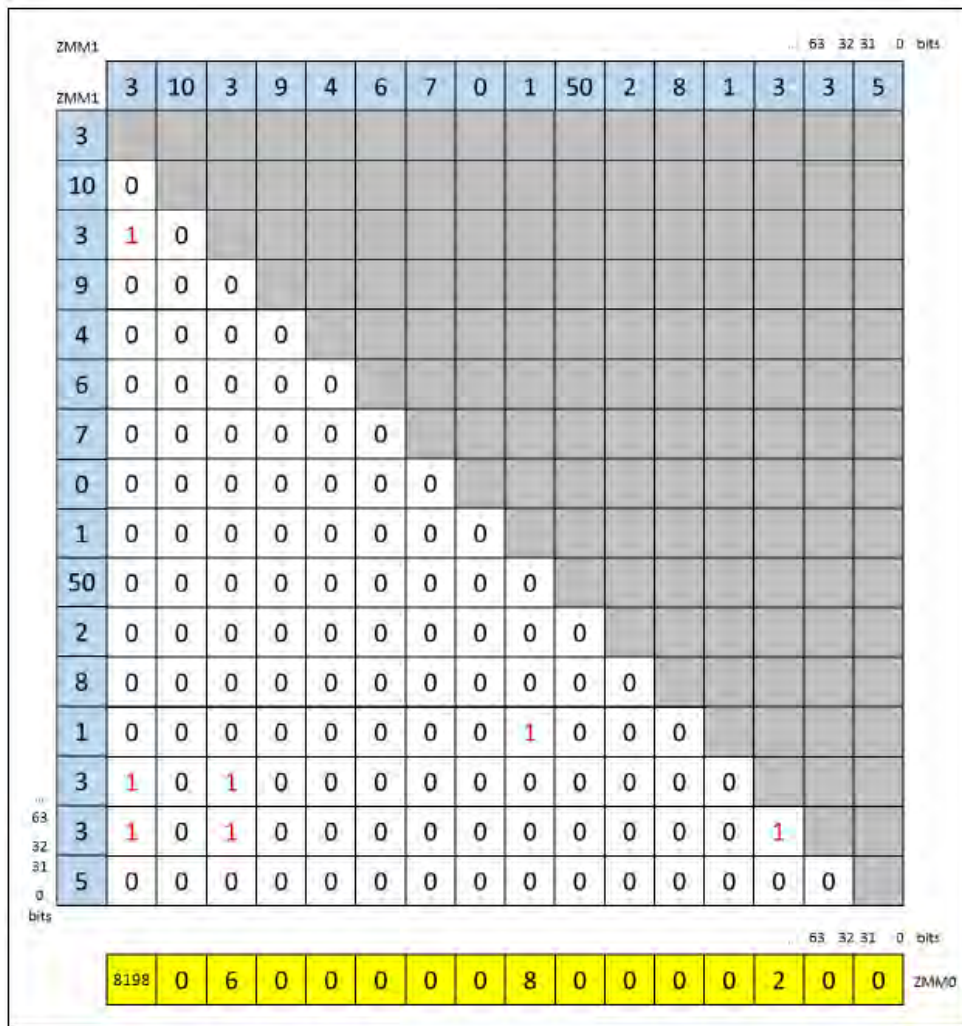 ZMM1 ... 63 32 31 0 bits
ZMM1 3 10 3 9 4 6 7 0 1 50 2 8 1 3 3 5
3
10 0
3 1 0
9 0 0 0
4 0 0 0 0
6 0 0 0 0 0
7 0 0 0 0 0 0
0 0 0 0 0 0 0 0
1 0 0 0 0 0 0 0 0
50 0 0 0 0 0 0 0 0 0
2 0 0 0 0 0 0 0 0 0 0
8 0 0 0 0 0 0 0 0 0 0 0
1 0 0 0 0 0 0 0 0 1 0 0 0
3 1 0 1 0 0 0 0 0 0 0 0 0 0
...
63
32
3 1 0 1 0 0 0 0 0 0 0 0 0 0 1
31
0
bits
5 0 0 0 0 0 0 0 0 0 0 0 0 0 0 0
... 63 32 31 0 bits
8198 0 6 0 0 0 0 0 8 0 0 0 0 2 0 0 ZMM0